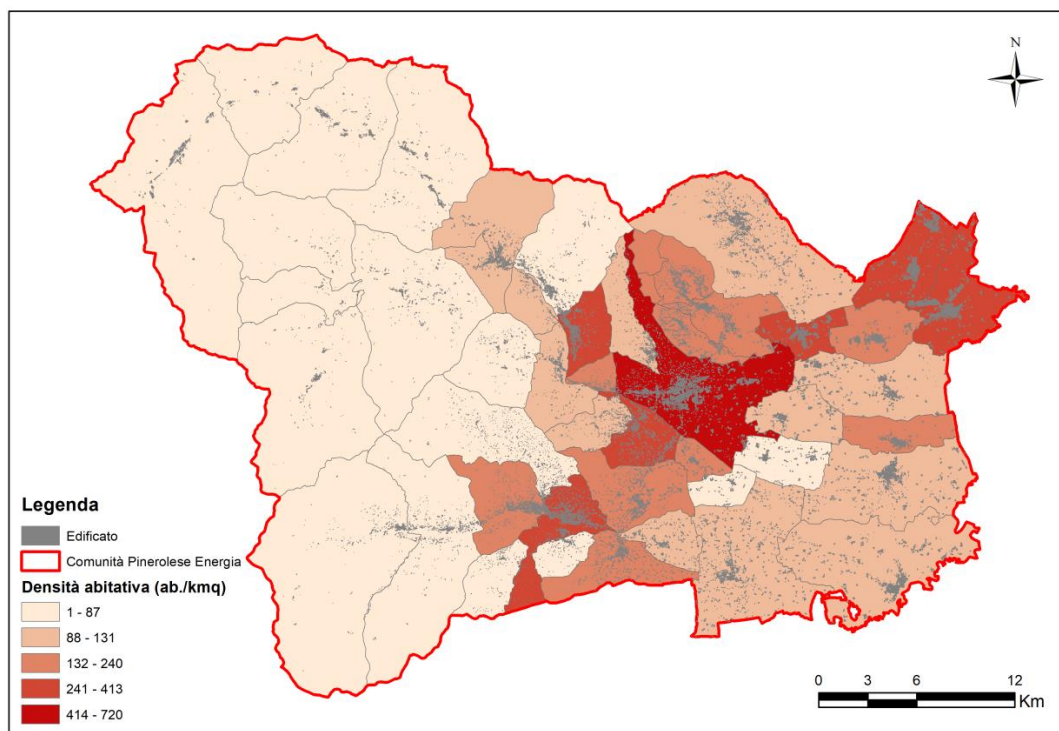 N
Legenda
Edificato
Comunità Pinerolese Energia
Densità abitativa (ab./kmq)
1 - 87
88 - 131
132 - 240
241 - 413
414 - 720
0 3 6 12
Km